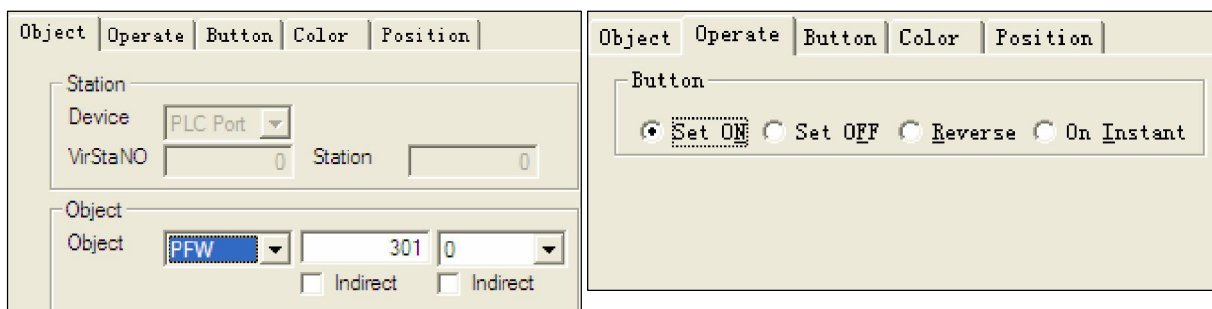 Object Operate Button Color Position
Station
Device PLC Port
VirStaNO 0 Station 0
Object
Object PFW 301 0
Indirect Indirect
Object Operate Button Color Position
Button
Set ON Set OFF Reverse On Instant